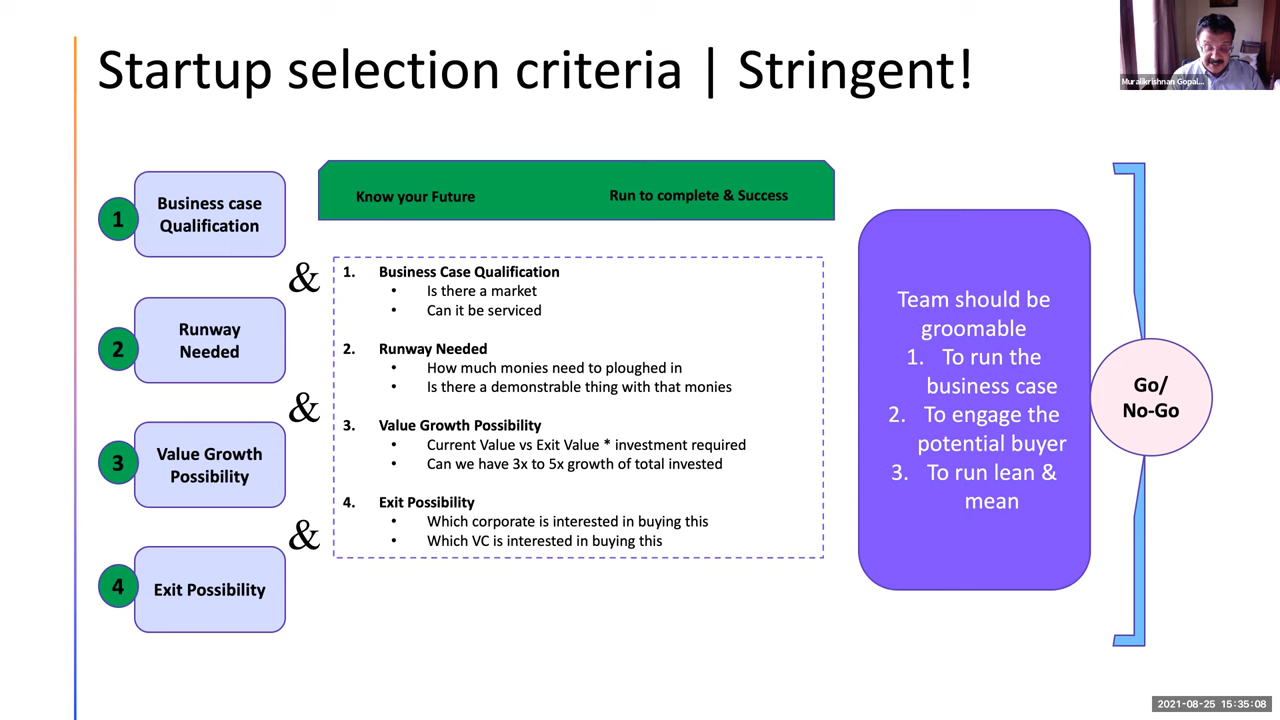 Startup selection criteria | Stringent!
Muralikrishnan Gopal...
1
Business case
Qualification
&
2
Runway
Needed
&
3
Value Growth
Possibility
&
4
Exit Possibility
Know your Future
Run to complete & Success
1. Business Case Qualification
• Is there a market
• Can it be serviced
2. Runway Needed
• How much monies need to ploughed in
• Is there a demonstrable thing with that monies
3. Value Growth Possibility
• Current Value vs Exit Value * investment required
• Can we have 3x to 5x growth of total invested
4. Exit Possibility
• Which corporate is interested in buying this
• Which VC is interested in buying this
Team should be
groomable
1. To run the
business case
2. To engage the
potential buyer
3. To run lean &
mean
Go/
No-Go
2021-08-25 15:35:08